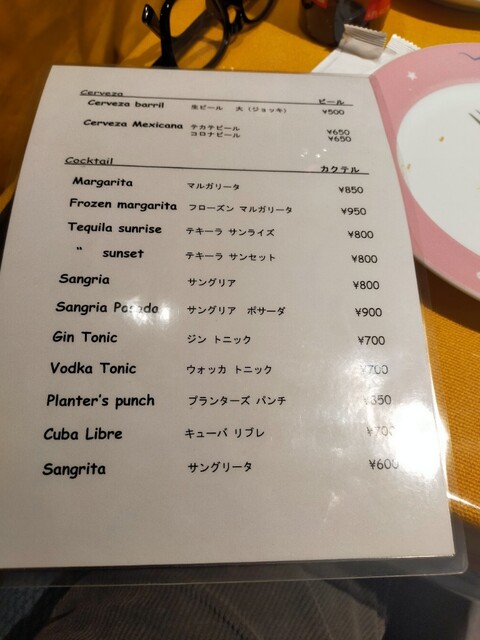 Cerveza ビール
Cerveza barril 生ビール 大（ジョッキ） ¥500
Cerveza Mexicana テカテビール ¥650
コロナビール ¥650
Cocktail カクテル
Margarita マルガリータ ¥850
Frozen margarita フローズン マルガリータ ¥950
Tequila sunrise テキーラ サンライズ ¥800
〃 sunset テキーラ サンセット ¥800
Sangria サングリア ¥800
Sangria サングリア ポサーダ ¥900
Gin Tonic ジン トニック ¥700
Vodka Tonic ウォッカ トニック ¥700
Planter's punch プランターズ パンチ
Cuba Libre キューバ リブレ ¥700
Sangrita サングリータ ¥600